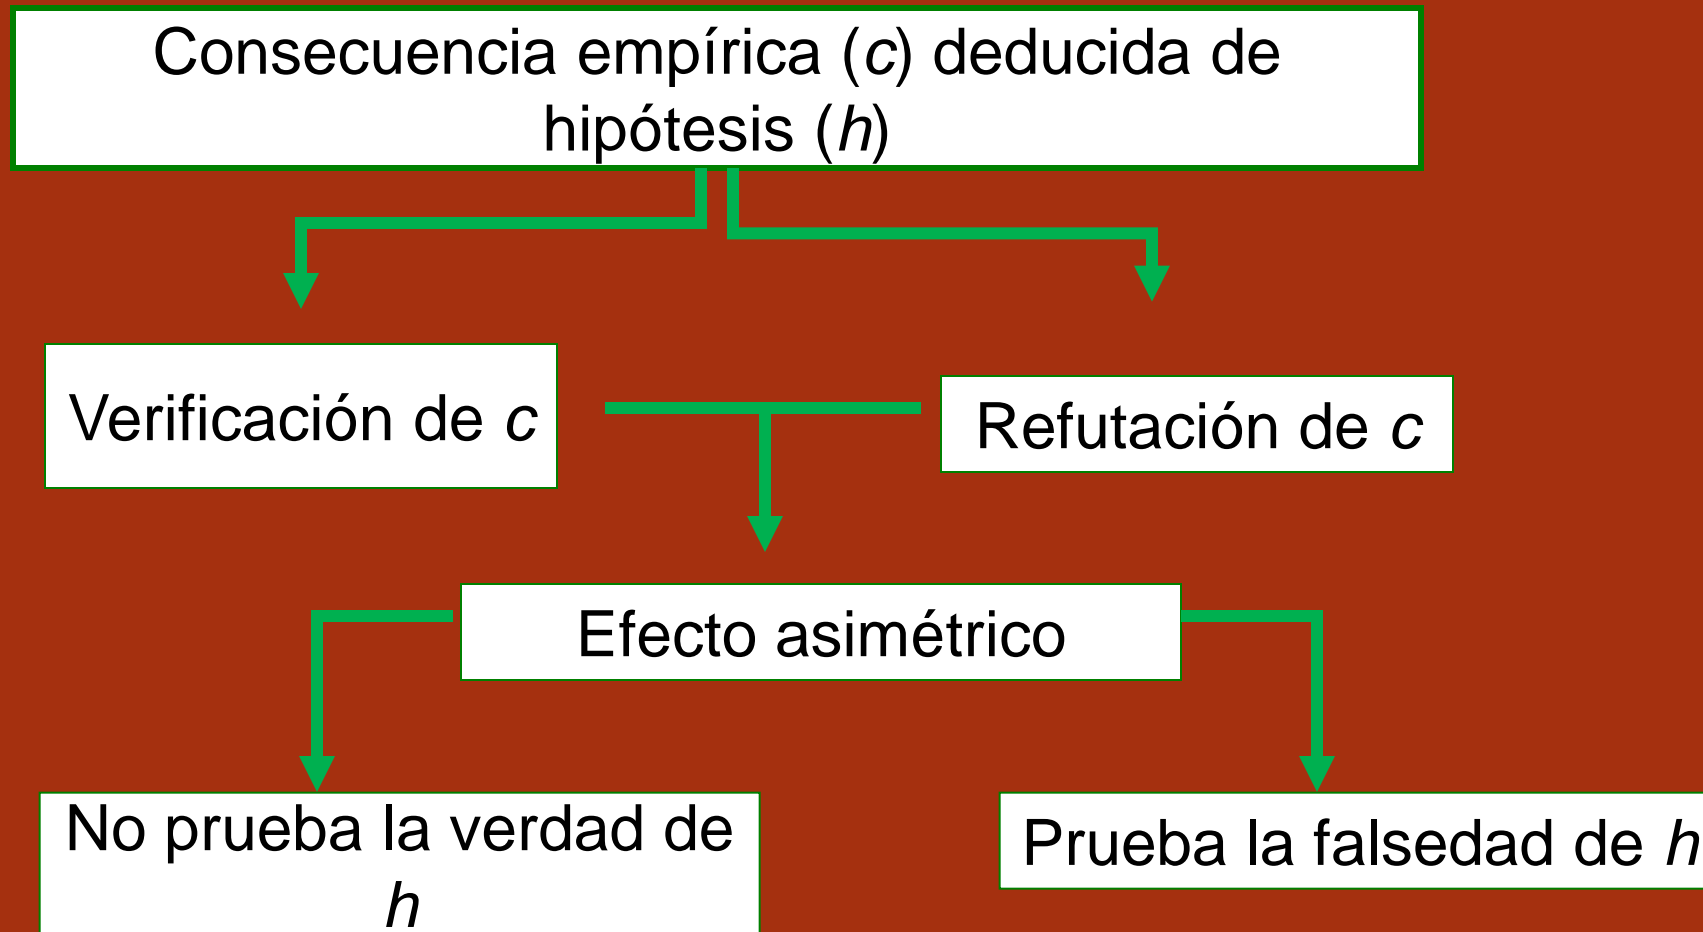 Consecuencia empírica (c) deducida de
hipótesis (h)
Verificación de c
Refutación de c
Efecto asimétrico
No prueba la verdad de
h
Prueba la falsedad de h